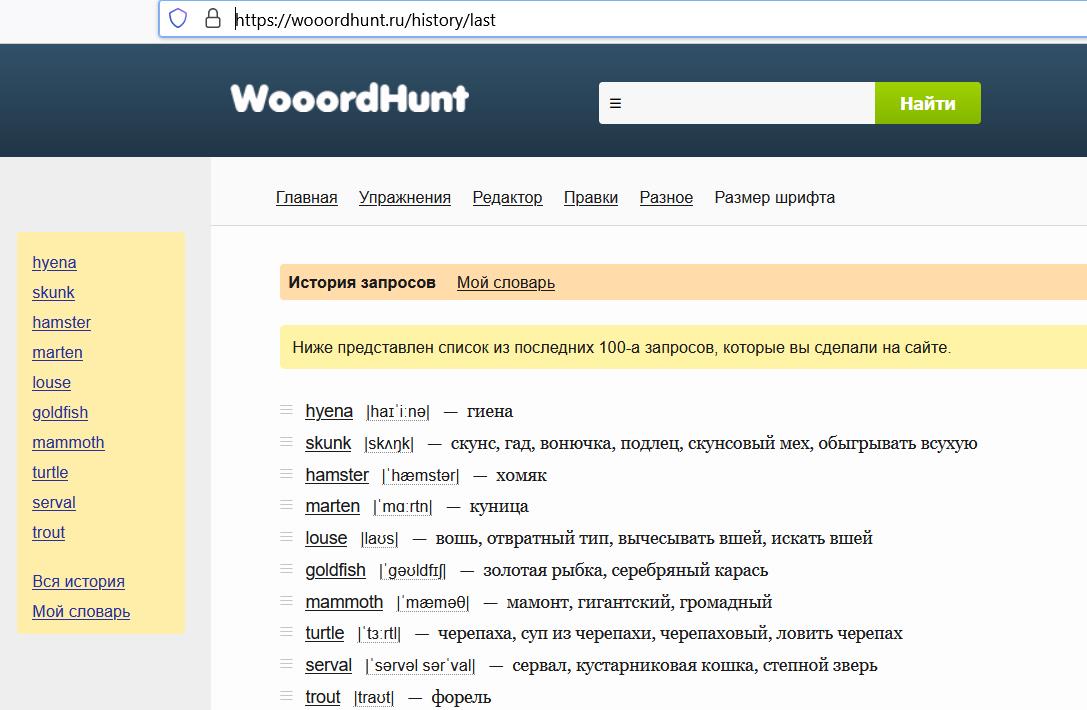 https://wooordhunt.ru/history/last
WooordHunt
Найти
Главная Упражнения Редактор Правки Разное Размер шрифта
hyena
skunk
hamster
marten
louse
goldfish
mammoth
turtle
serval
trout
Вся история
Мой словарь
История запросов Мой словарь
Ниже представлен список из последних 100-а запросов, которые вы сделали на сайте.
hyena |haɪˈiːnə| — гиена
skunk |skʌŋk| — скунс, гад, вонючка, подлец, скунсовый мех, обыгрывать всухую
hamster |ˈhæmstər| — хомяк
marten |ˈmɑːrtn| — куница
louse |laʊs| — вошь, отвратный тип, вычесывать вшей, искать вшей
goldfish |ˈɡəʊldfɪʃ| — золотая рыбка, серебряный карась
mammoth |ˈmæməθ| — мамонт, гигантский, громадный
turtle |ˈtɜːrtl| — черепаха, суп из черепахи, черепаховый, ловить черепах
serval |ˈsərvəl sərˈval| — сервал, кустарниковая кошка, степной зверь
trout |traʊt| — форель